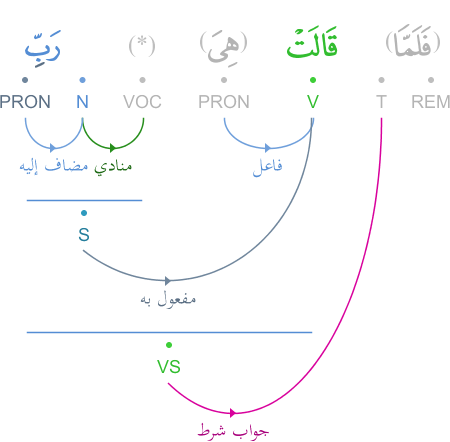 (فَلَمَّا) قَالَتْ (هِيَ) (*) رَبِّ
PRON N VOC PRON V T REM
مضاف إليه منادي فاعل
S
مفعول به
VS
جواب شرط